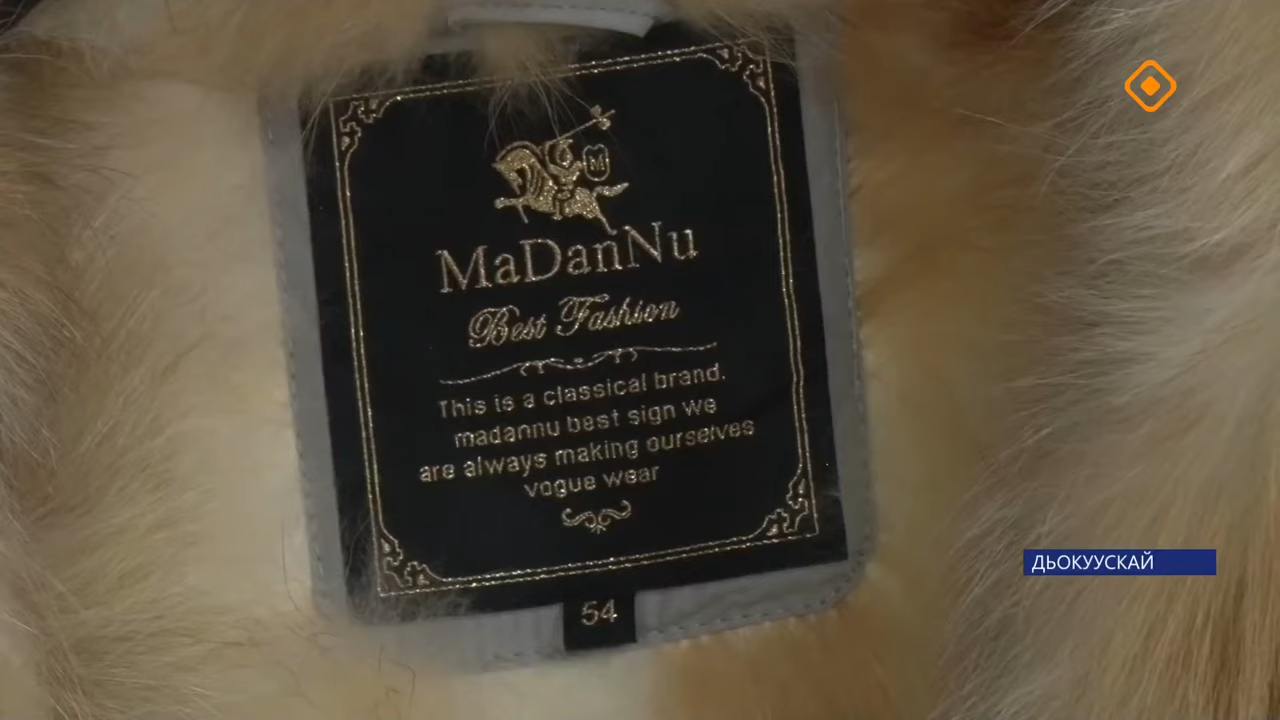 M
MaDanNu
Best Fashion
This is a classical brand.
madannu best sign we
are always making ourselves
vogue wear
54
ДЬОКУУСКАЙ